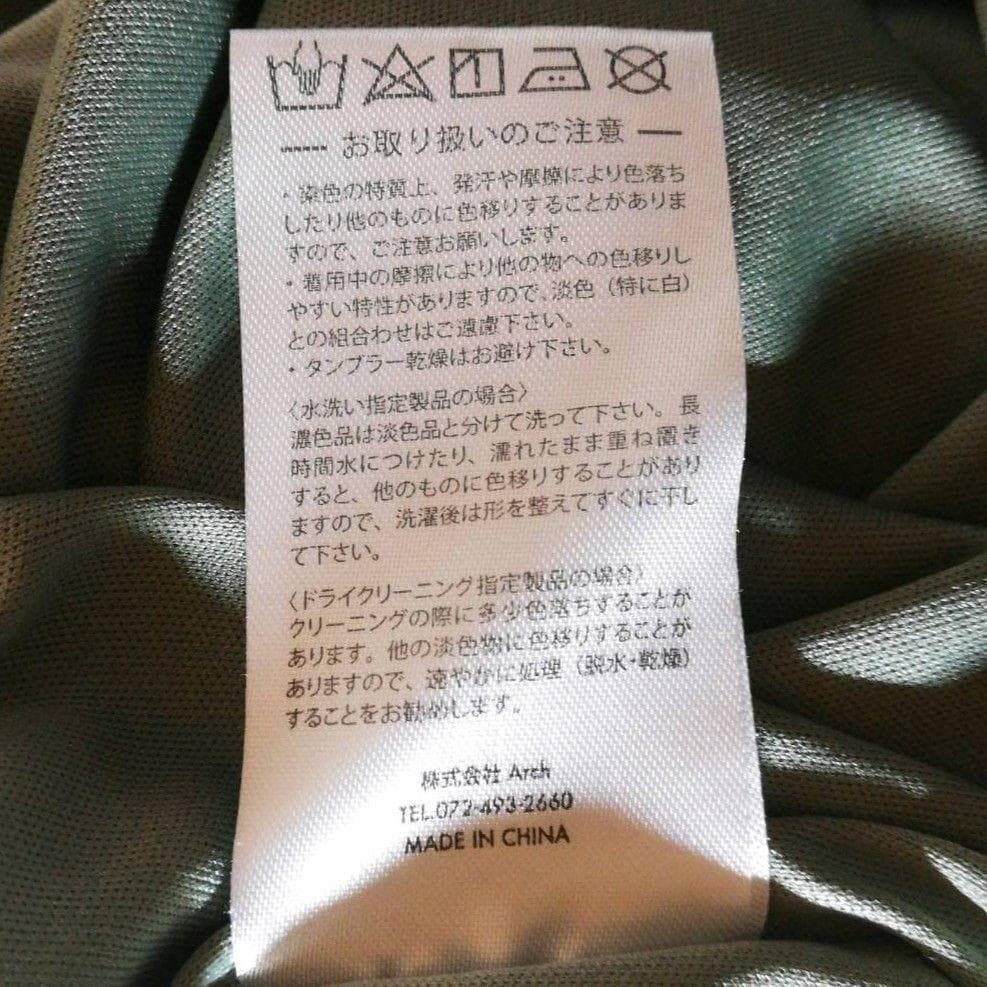 お取り扱いのご注意
・染色の特質上、発汗や摩擦により色落ち
したり他のものに色移りすることがありま
すので、ご注意お願いします。
・着用中の摩擦により他の物への色移りし
やすい特性がありますので、淡色（特に白）
との組合わせはご遠慮下さい。
・タンブラー乾燥はお避け下さい。
〈水洗い指定製品の場合〉
濃色品は淡色品と分けて洗って下さい。長
時間水につけたり、濡れたまま重ね置き
すると、他のものに色移りすることがあり
ますので、洗濯後は形を整えてすぐに干し
て下さい。
〈ドライクリーニング指定製品の場合〉
クリーニングの際に多少色落ちすることが
あります。他の淡色物に色移りすることが
ありますので、速やかに処理（脱水・乾燥）
することをお勧めします。
株式会社 Arch
TEL.072-493-2660
MADE IN CHINA